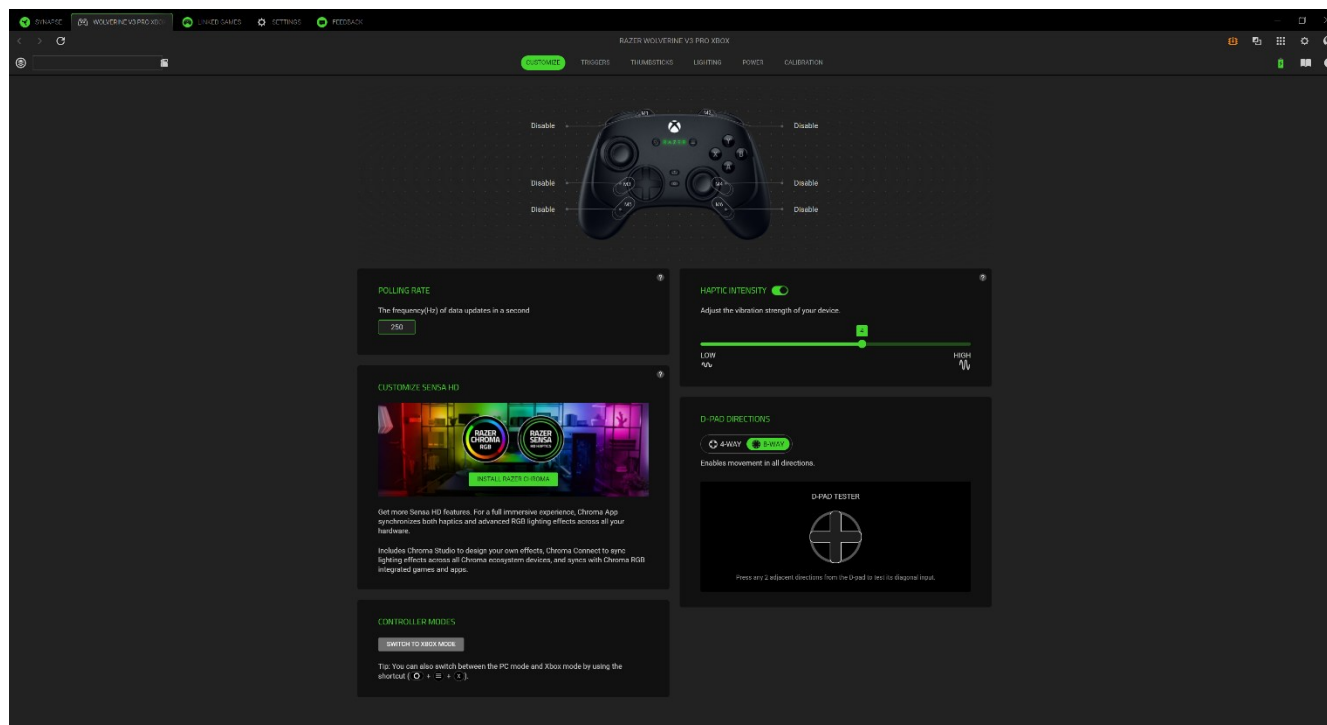 SYNAPSE
WOLVERINE V3 PRO XBO
LINKED GAMES
SETTINGS
FEEDBACK
RAZER WOLVERINE V3 PRO XBOX
CUSTOMIZE
TRIGGERS
THUMBSTICKS
LIGHTING
POWER
CALIBRATION
Disable
Disable
Disable
Disable
Disable
Disable
M1
RAZER
X
Y
B
A
M3
M4
POLLING RATE
The frequency(Hz) of data updates in a second
250
HAPTIC INTENSITY
Adjust the vibration strength of your device.
4
LOW
HIGH
CUSTOMIZE SENSA HD
RAZER
CHROMA
RGB
RAZER
SENSA
HD HAPTICS
INSTALL RAZER CHROMA
Get more Sensa HD features. For a full immersive experience, Chroma App
synchronizes both haptics and advanced RGB lighting effects across all your
hardware.
Includes Chroma Studio to design your own effects, Chroma Connect to sync
lighting effects across all Chroma ecosystem devices, and syncs with Chroma RGB
integrated games and apps.
D-PAD DIRECTIONS
4-WAY
8-WAY
Enables movement in all directions.
D-PAD TESTER
Press any 2 adjacent directions from the D-pad to test its diagonal input.
CONTROLLER MODES
SWITCH TO XBOX MODE
Tip: You can also switch between the PC mode and Xbox mode by using the
shortcut ( + + X ).